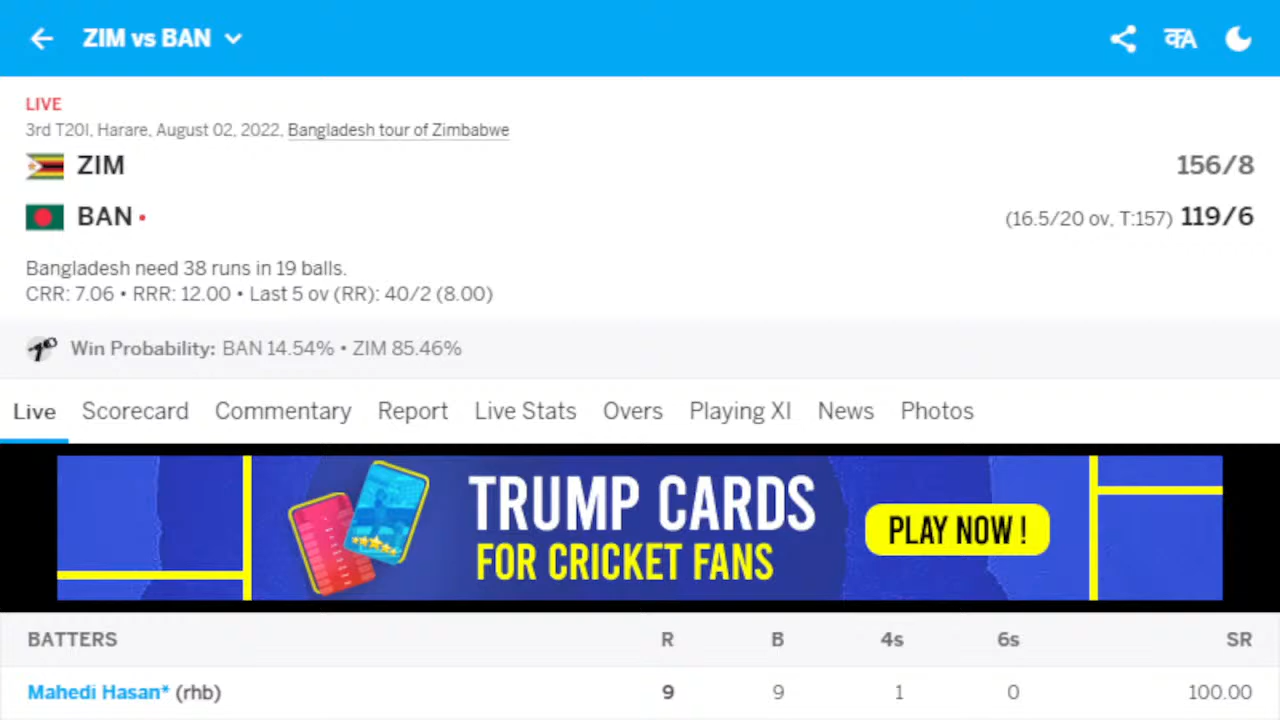 ZIM vs BAN
क A
LIVE
3rd T20I, Harare, August 02, 2022, Bangladesh tour of Zimbabwe
ZIM 156/8
BAN (16.5/20 ov, T:157) 119/6
Bangladesh need 38 runs in 19 balls.
CRR: 7.06 • RRR: 12.00 • Last 5 ov (RR): 40/2 (8.00)
Win Probability: BAN 14.54% • ZIM 85.46%
Live Scorecard Commentary Report Live Stats Overs Playing XI News Photos
TRUMP CARDS
FOR CRICKET FANS
PLAY NOW !
BATTERS R B 4s 6s SR
Mahedi Hasan* (rhb) 9 9 1 0 100.00